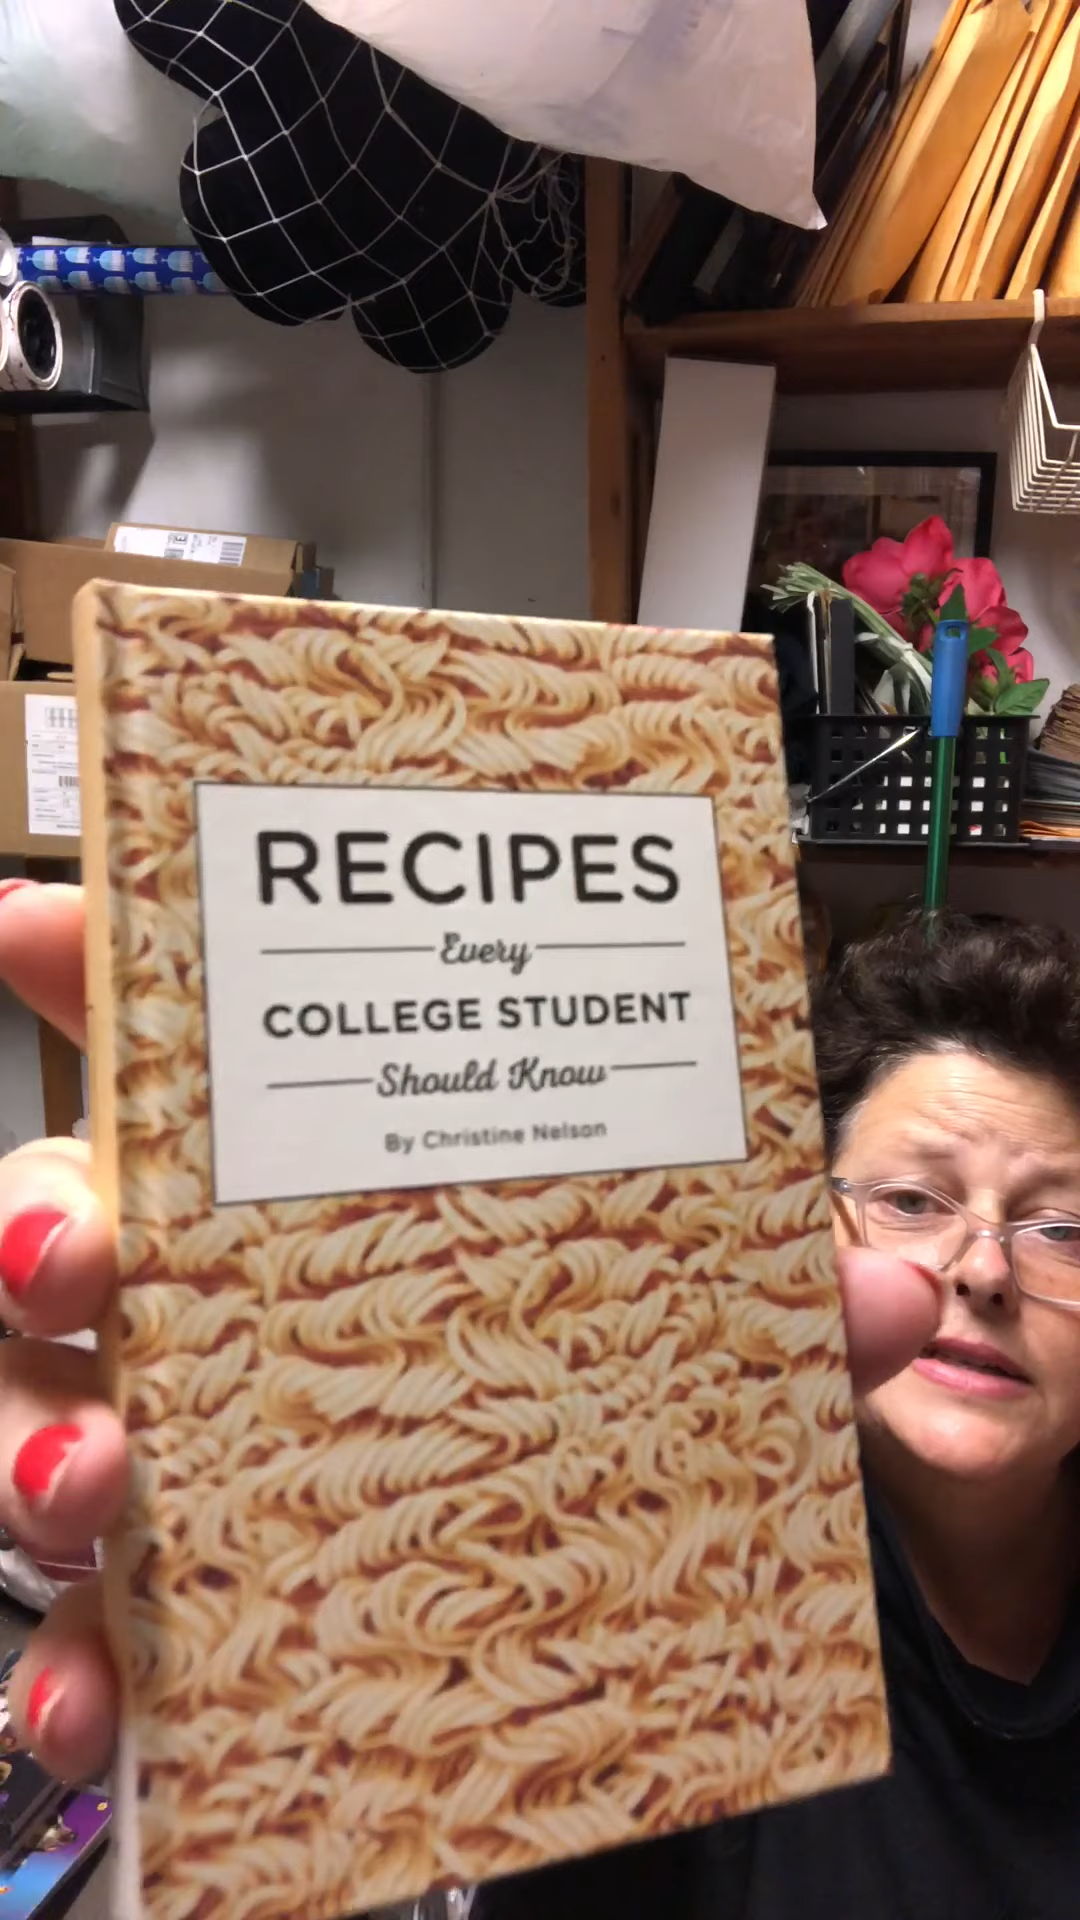 RECIPES
Every
COLLEGE STUDENT
Should Know
By Christine Nelson